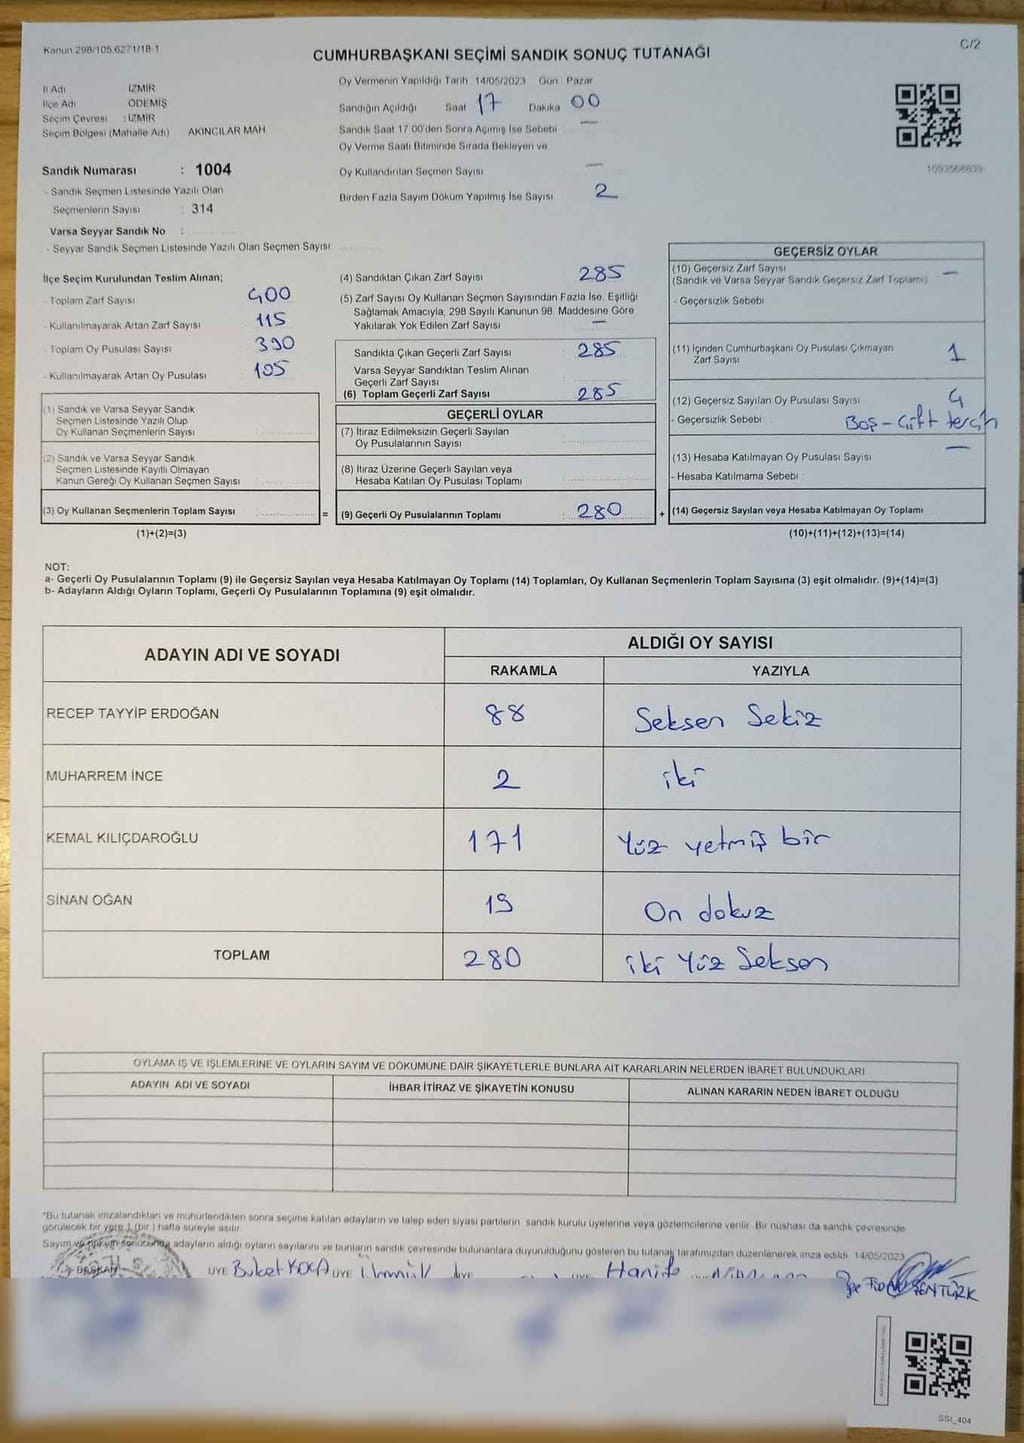 Kanun 298/105,6271/18-1
C/2
CUMHURBAŞKANI SEÇİMİ SANDIK SONUÇ TUTANAĞI
İl Adı İZMİR
İlçe Adı ÖDEMİŞ
Seçim Çevresi : İZMİR
Seçim Bölgesi (Mahalle Adı) AKINCILAR MAH
Sandık Numarası : 1004
- Sandık Seçmen Listesinde Yazılı Olan
Seçmenlerin Sayısı : 314
Varsa Seyyar Sandık No :
- Seyyar Sandık Seçmen Listesinde Yazılı Olan Seçmen Sayısı
Oy Vermenin Yapıldığı Tarih 14/05/2023 Gün Pazar
Sandığın Açıldığı Saat 17 Dakika 00
Sandık Saat 17 00'den Sonra Açımış İse Sebebi —
Oy Verme Saati Bitiminde Sırada Bekleyen ve
Oy Kullandırılan Seçmen Sayısı —
Birden Fazla Sayım Döküm Yapılmış İse Sayısı 2
1093568839
İlçe Seçim Kurulundan Teslim Alınan;
- Toplam Zarf Sayısı 400
- Kullanılmayarak Artan Zarf Sayısı 115
- Toplam Oy Pusulası Sayısı 390
- Kullanılmayarak Artan Oy Pusulası 105
(1) Sandık ve Varsa Seyyar Sandık
Seçmen Listesinde Yazılı Olup
Oy Kullanan Seçmenlerin Sayısı
(2) Sandık ve Varsa Seyyar Sandık
Seçmen Listesinde Kayıtlı Olmayan
Kanun Gereği Oy Kullanan Seçmen Sayısı
(3) Oy Kullanan Seçmenlerin Toplam Sayısı =
(1)+(2)=(3)
(4) Sandıktan Çıkan Zarf Sayısı 285
(5) Zarf Sayısı Oy Kullanan Seçmen Sayısından Fazla İse, Eşitliği
Sağlamak Amacıyla, 298 Sayılı Kanunun 98. Maddesine Göre
Yakılarak Yok Edilen Zarf Sayısı —
Sandıkta Çıkan Geçerli Zarf Sayısı 285
Varsa Seyyar Sandıktan Teslim Alınan
Geçerli Zarf Sayısı
(6) Toplam Geçerli Zarf Sayısı 285
GEÇERLİ OYLAR
(7) İtiraz Edilmeksizin Geçerli Sayılan
Oy Pusulalarının Sayısı
(8) İtiraz Üzerine Geçerli Sayılan veya
Hesaba Katılan Oy Pusulası Toplamı
(9) Geçerli Oy Pusulalarının Toplamı : 280 +
GEÇERSİZ OYLAR
(10) Geçersiz Zarf Sayısı —
(Sandık ve Varsa Seyyar Sandık Geçersiz Zarf Toplamı)
- Geçersizlik Sebebi
(11) İçinden Cumhurbaşkanı Oy Pusulası Çıkmayan
Zarf Sayısı 1
(12) Geçersiz Sayılan Oy Pusulası Sayısı 4
- Geçersizlik Sebebi Boş - Çift tercih
(13) Hesaba Katılmayan Oy Pusulası Sayısı —
- Hesaba Katılmama Sebebi
(14) Geçersiz Sayılan veya Hesaba Katılmayan Oy Toplamı
(10)+(11)+(12)+(13)=(14)
NOT:
a- Geçerli Oy Pusulalarının Toplamı (9) ile Geçersiz Sayılan veya Hesaba Katılmayan Oy Toplamı (14) Toplamları, Oy Kullanan Seçmenlerin Toplam Sayısına (3) eşit olmalıdır. (9)+(14)=(3)
b- Adayların Aldığı Oyların Toplamı, Geçerli Oy Pusulalarının Toplamına (9) eşit olmalıdır.
ADAYIN ADI VE SOYADI ALDIĞI OY SAYISI
RAKAMLA YAZIYLA
RECEP TAYYİP ERDOĞAN 88 Seksen Sekiz
MUHARREM İNCE 2 iki
KEMAL KILIÇDAROĞLU 171 Yüz yetmiş bir
SİNAN OĞAN 19 On dokuz
TOPLAM 280 iki Yüz Seksen
OYLAMA İŞ VE İŞLEMLERİNE VE OYLARIN SAYIM VE DÖKÜMÜNE DAİR ŞİKAYETLERLE BUNLARA AİT KARARLARIN NELERDEN İBARET BULUNDUKLARI
ADAYIN ADI VE SOYADI İHBAR İTİRAZ VE ŞİKAYETİN KONUSU ALINAN KARARIN NEDEN İBARET OLDUĞU
*Bu tutanak imzalandıktan ve mühürlendikten sonra seçime katılan adayların ve talep eden siyasi partilerin sandık kurulu üyelerine veya gözlemcilerine verilir. Bir nüshası da sandık çevresinde
görülecek bir yere 1 (bir) hafta süreyle asılır.
Sayım ve döküm sonucunda adayların aldığı oyların sayılarını ve bunların sandık çevresinde bulunanlara duyurulduğunu gösteren bu tutanak tarafımızdan düzenlenerek imza edildi. 14/05/2023
BAŞKAN ÜYE Buket KOCA ÜYE ÜYE Hanife
ŞENTÜRK
SSİ_404